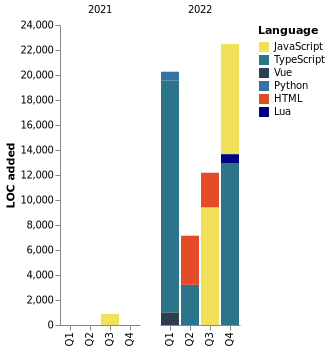 2021
2022
Language
JavaScript
TypeScript
Vue
Python
HTML
Lua
LOC added
24,000
22,000
20,000
18,000
16,000
14,000
12,000
10,000
8,000
6,000
4,000
2,000
0
Q1
Q2
Q3
Q4
Q1
Q2
Q3
Q4